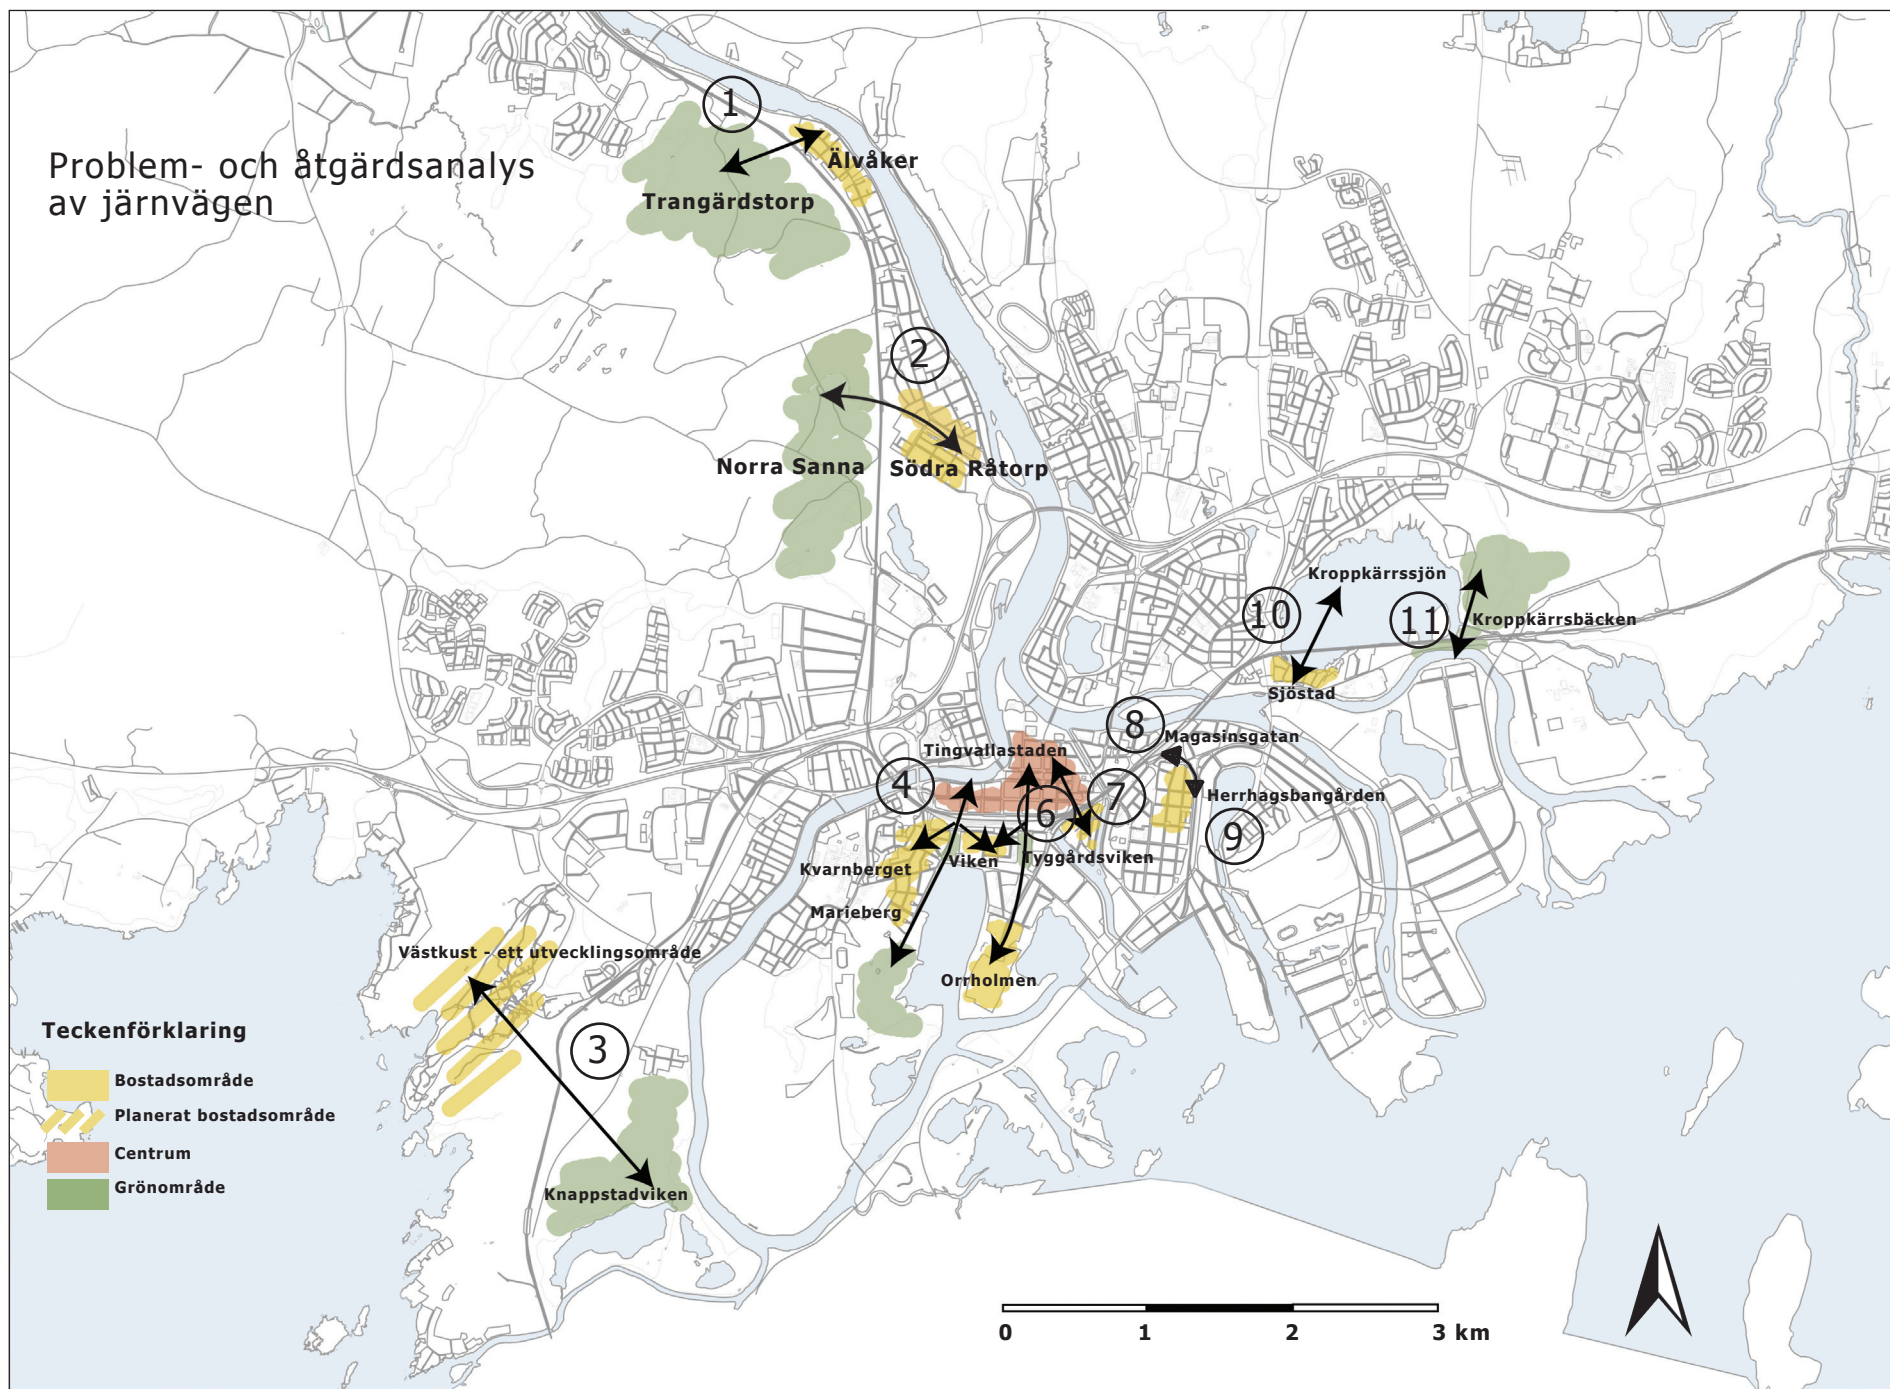 1
Problem- och åtgärdsanalys
av järnvägen
Älvåker
Trangärdstorp
2
Norra Sanna
Södra Råtorp
Kroppkärrssjön
10
11
Kroppkärrsbäcken
Sjöstad
8
Magasinsgatan
Tingvallastaden
4
7
6
Herrhagsbangården
9
Kvarnberget
Viken
Tyggårdsviken
Marieberg
Västkust - ett utvecklingsområde
Orrholmen
3
Teckenförklaring
Bostadsområde
Planerat bostadsområde
Centrum
Grönområde
Knappstadviken
0 1 2 3 km